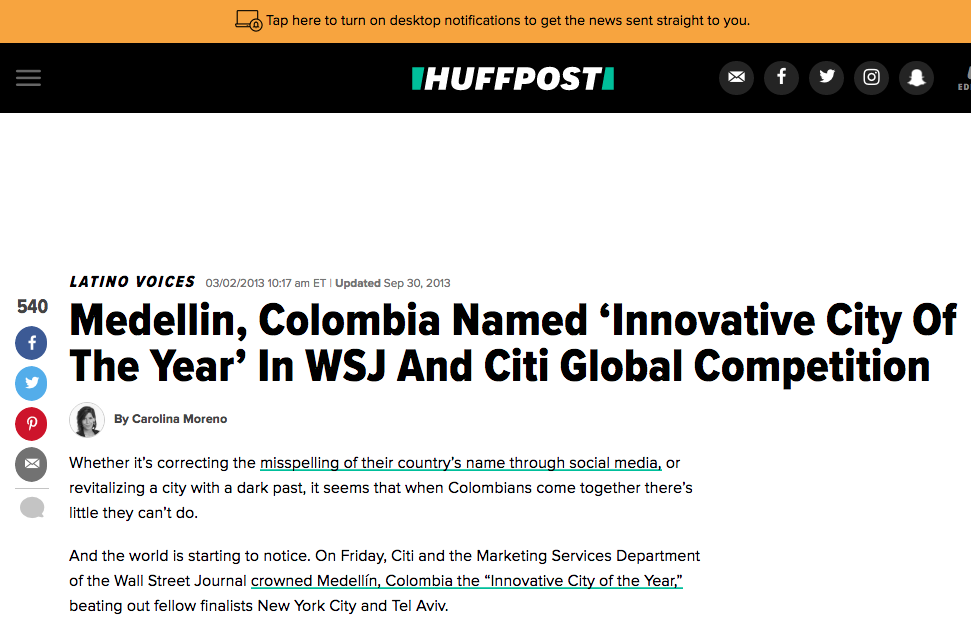 Tap here to turn on desktop notifications to get the news sent straight to you.
HUFFPOST
ED
LATINO VOICES 03/02/2013 10:17 am ET | Updated Sep 30, 2013
540
Medellin, Colombia Named ‘Innovative City Of
The Year’ In WSJ And Citi Global Competition
By Carolina Moreno
Whether it’s correcting the misspelling of their country’s name through social media, or
revitalizing a city with a dark past, it seems that when Colombians come together there’s
little they can’t do.
And the world is starting to notice. On Friday, Citi and the Marketing Services Department
of the Wall Street Journal crowned Medellín, Colombia the “Innovative City of the Year,”
beating out fellow finalists New York City and Tel Aviv.